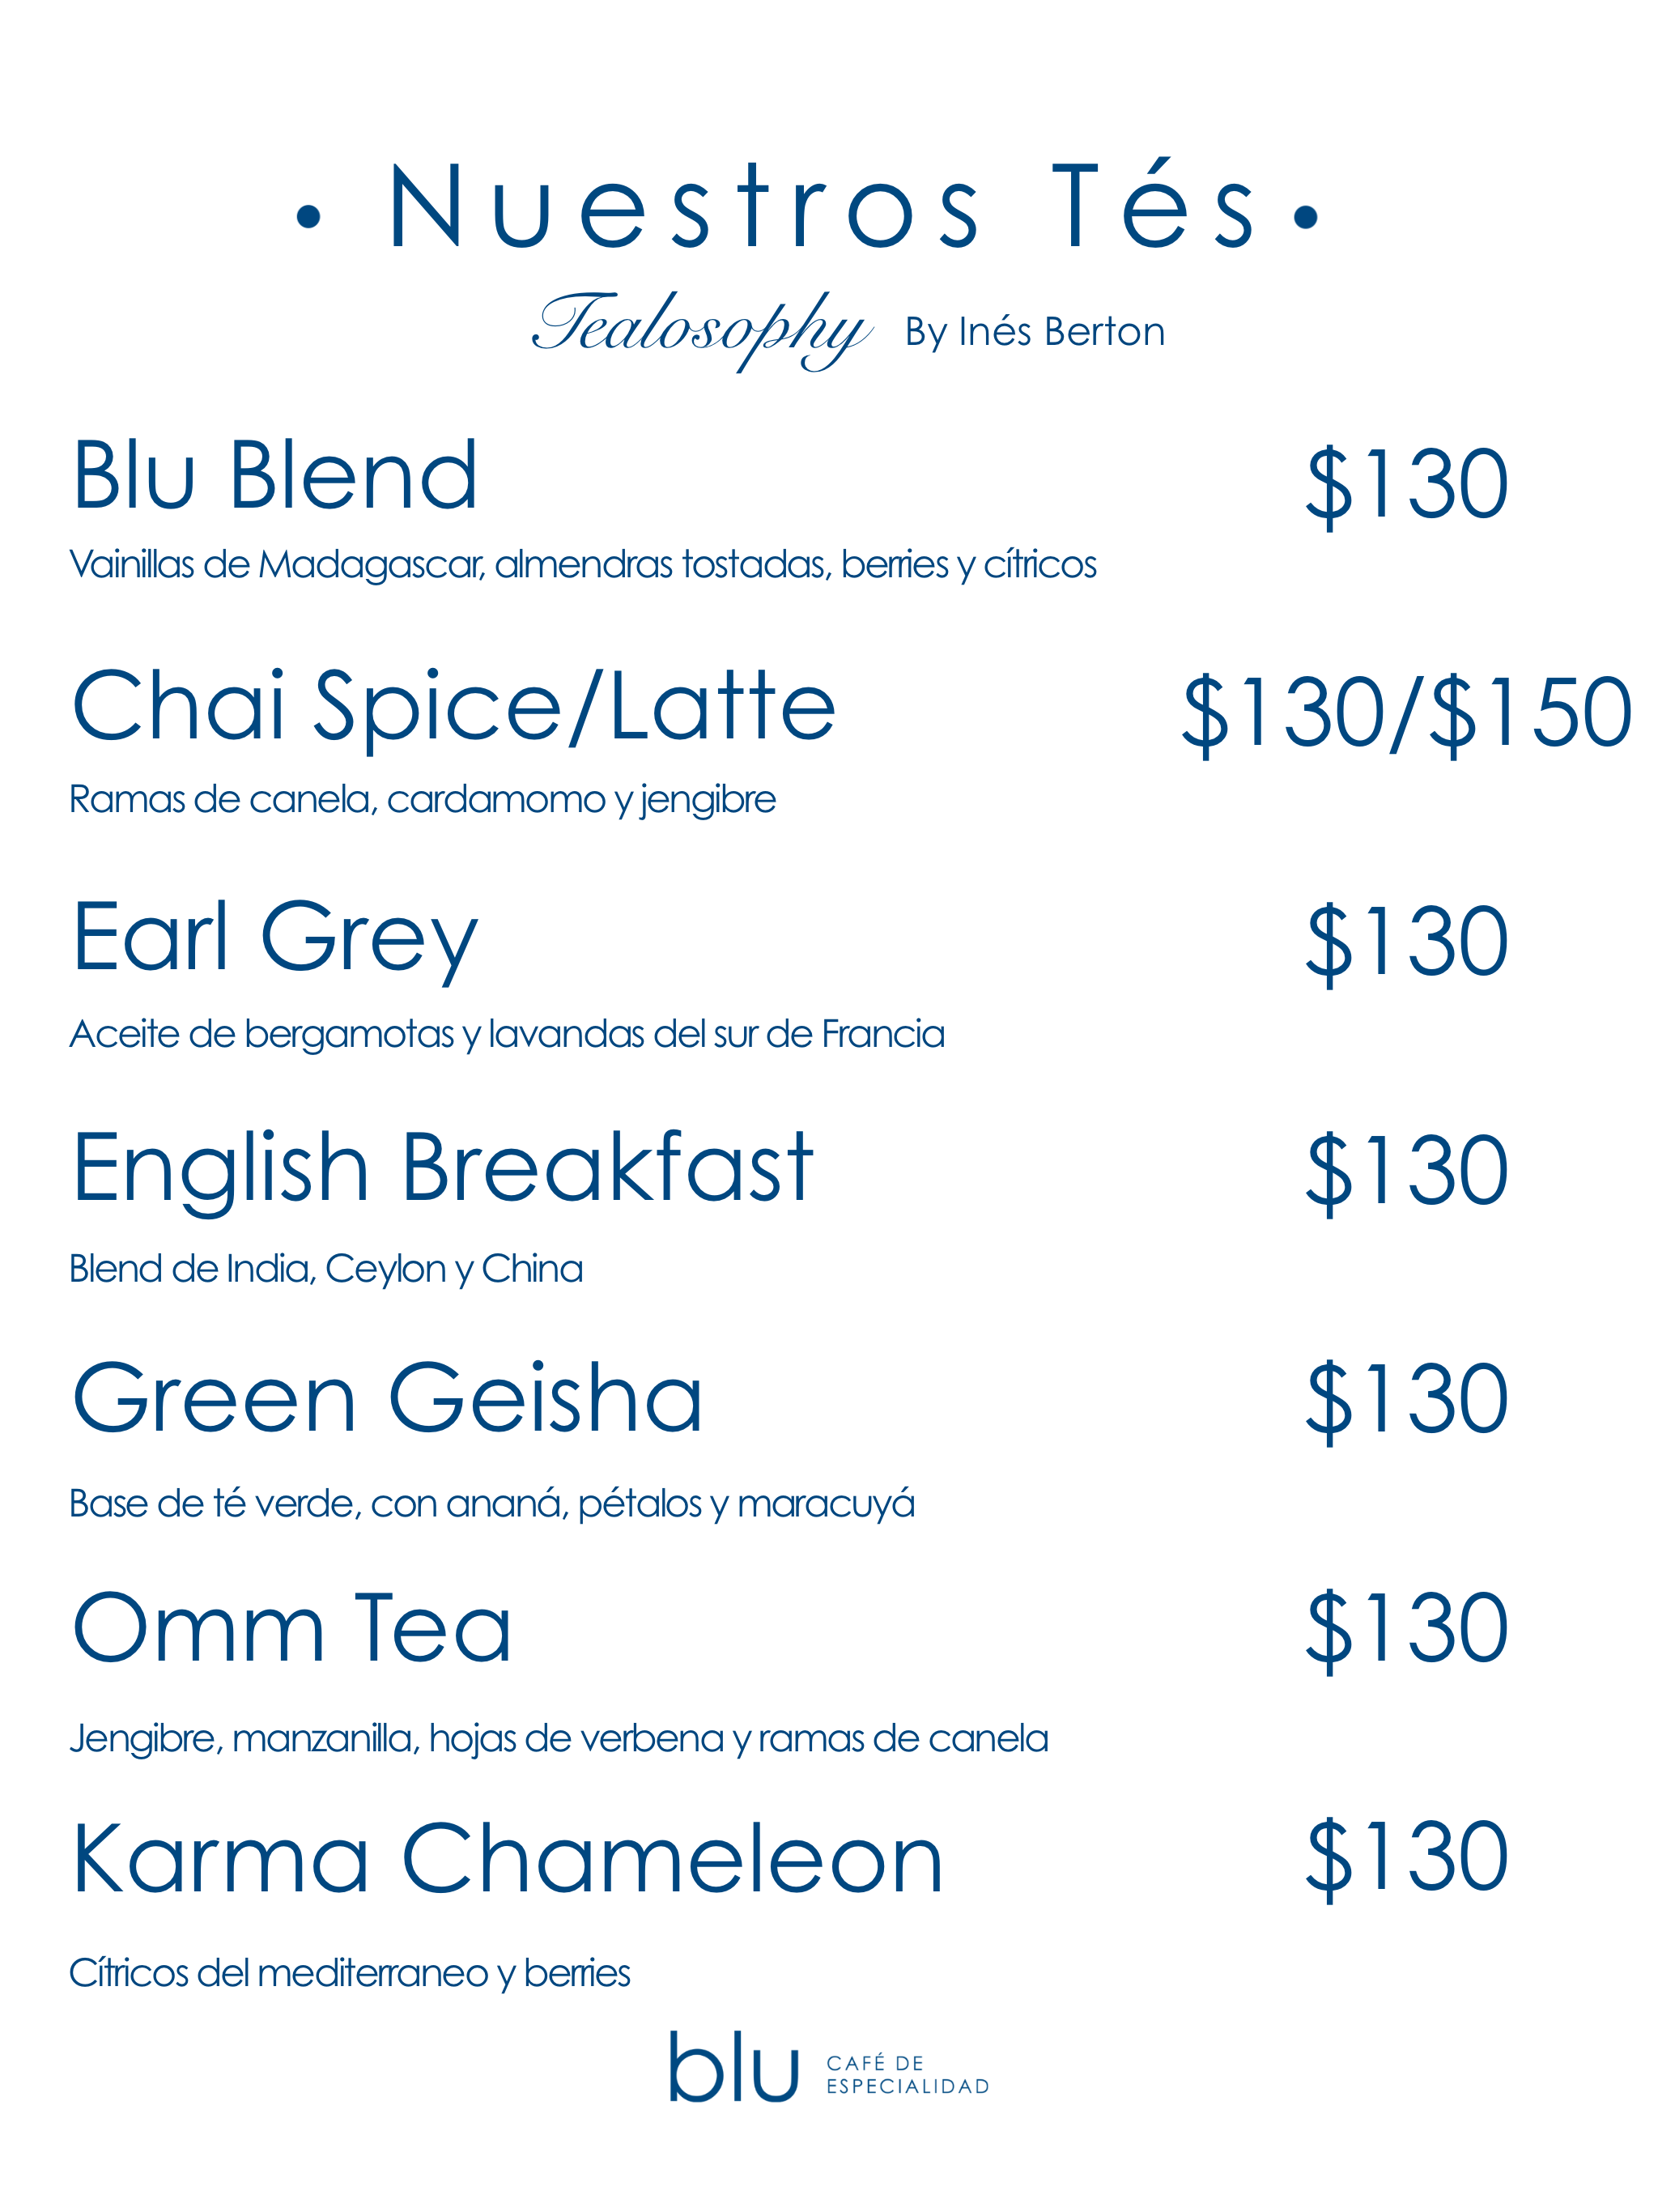 • Nuestros Tés •
Tealosophy By Inés Berton
Blu Blend $130
Vainillas de Madagascar, almendras tostadas, berries y cítricos
Chai Spice/Latte $130/$150
Ramas de canela, cardamomo y jengibre
Earl Grey $130
Aceite de bergamotas y lavandas del sur de Francia
English Breakfast $130
Blend de India, Ceylon y China
Green Geisha $130
Base de té verde, con ananá, pétalos y maracuyá
Omm Tea $130
Jengibre, manzanilla, hojas de verbena y ramas de canela
Karma Chameleon $130
Cítricos del mediterraneo y berries
blu CAFÉ DE
ESPECIALIDAD